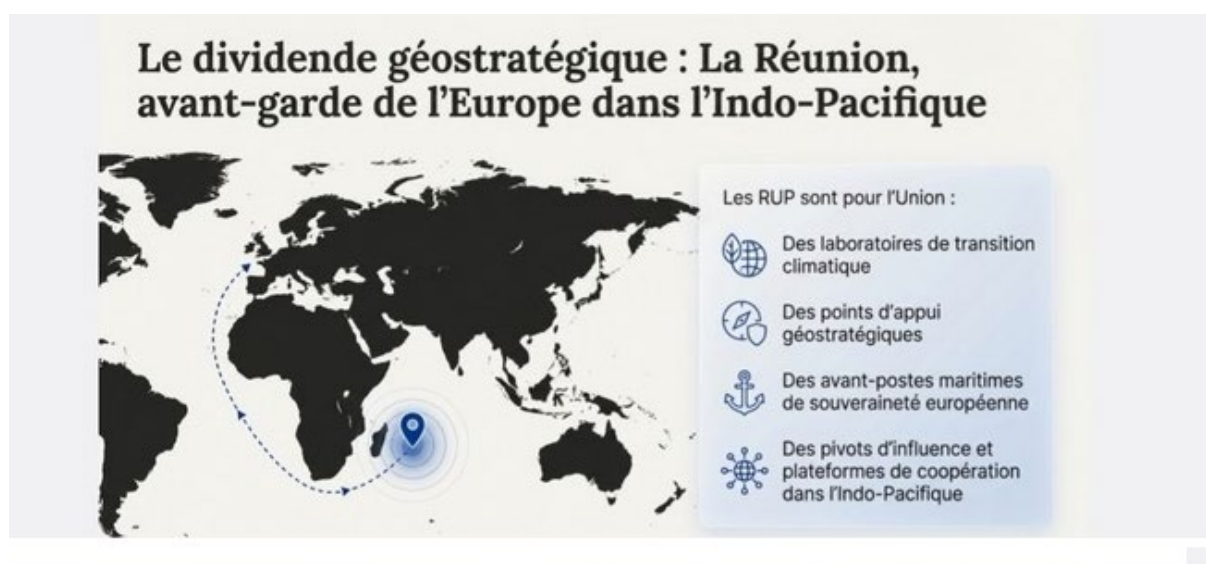 Le dividende géostratégique : La Réunion,
avant-garde de l’Europe dans l’Indo-Pacifique
Les RUP sont pour l’Union :
Des laboratoires de transition
climatique
Des points d’appui
géostratégiques
Des avant-postes maritimes
de souveraineté européenne
Des pivots d’influence et
plateformes de coopération
dans l’Indo-Pacifique